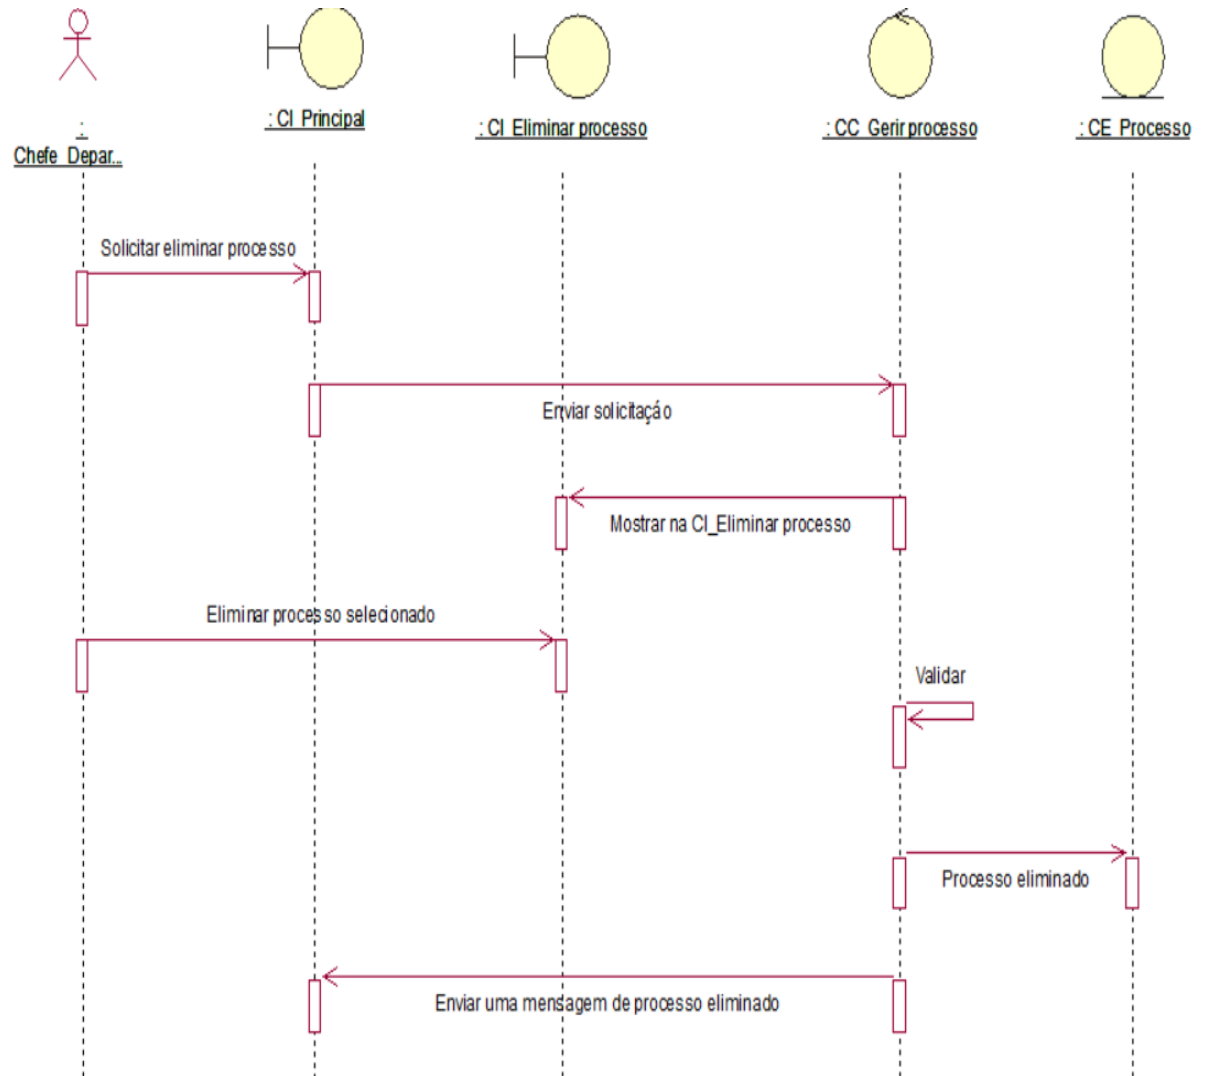 : CI_Principal
: CI_Eliminar processo
: CC_Gerir processo
: CE_Processo
:
Chefe_Depar...
Solicitar eliminar processo
Enviar solicitação
Mostrar na CI_Eliminar processo
Eliminar processo selecionado
Validar
Processo eliminado
Enviar uma mensagem de processo eliminado